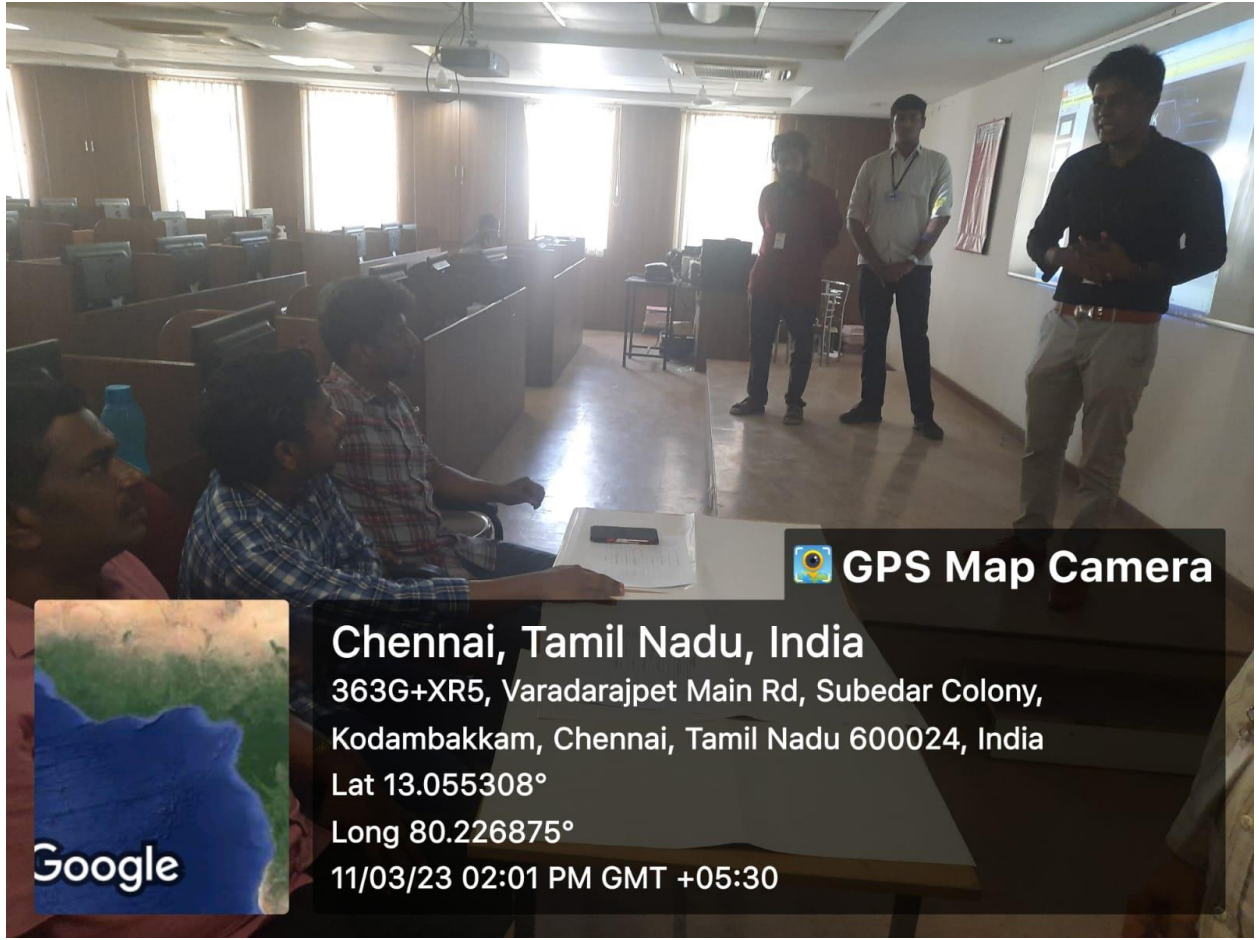 GPS Map Camera
Chennai, Tamil Nadu, India
363G+XR5, Varadarajpet Main Rd, Subedar Colony,
Kodambakkam, Chennai, Tamil Nadu 600024, India
Lat 13.055308°
Long 80.226875°
11/03/23 02:01 PM GMT +05:30
Google